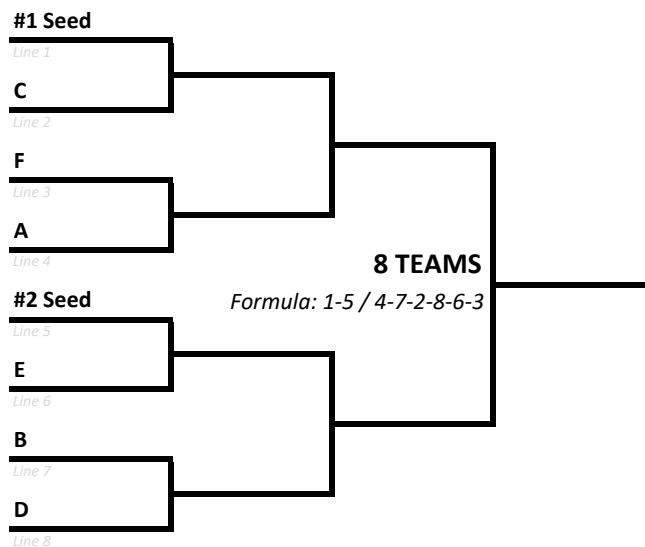 #1 Seed
Line 1
C
Line 2
F
Line 3
A
Line 4
8 TEAMS
#2 Seed
Formula: 1-5 / 4-7-2-8-6-3
Line 5
E
Line 6
B
Line 7
D
Line 8